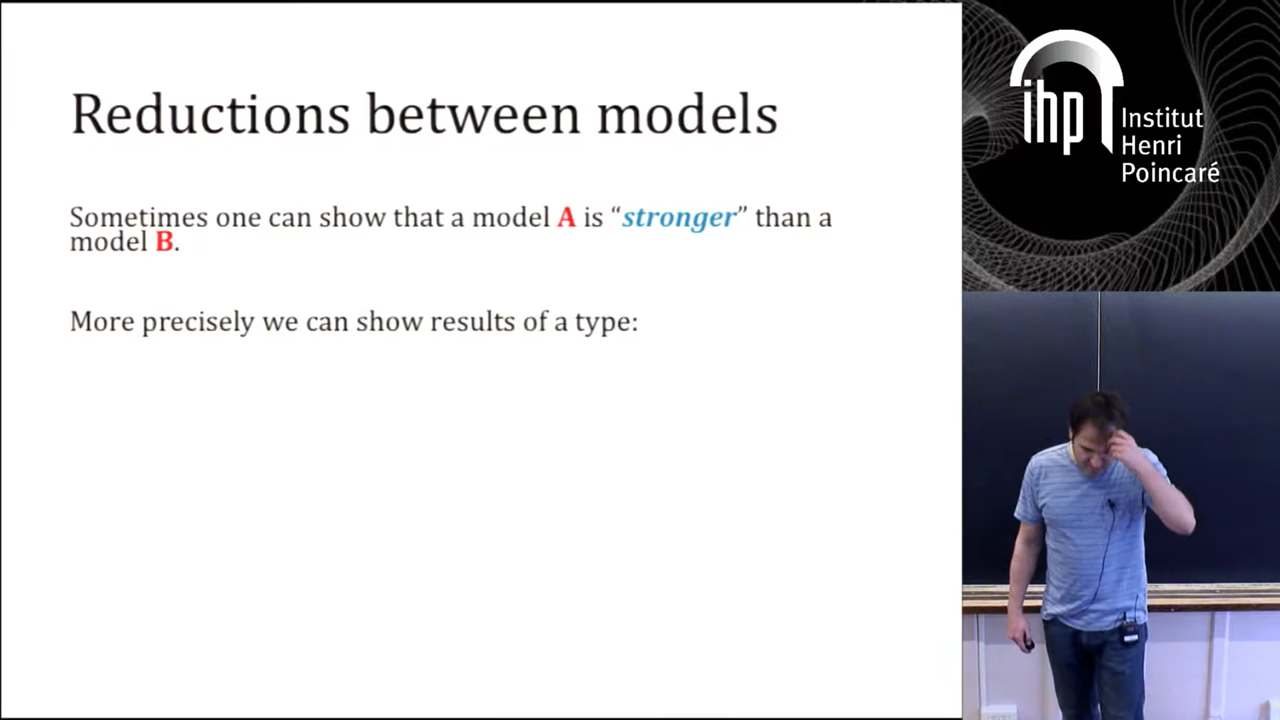 Reductions between models
Sometimes one can show that a model A is “stronger” than a
model B.
More precisely we can show results of a type:
ihp
Institut
Henri
Poincaré